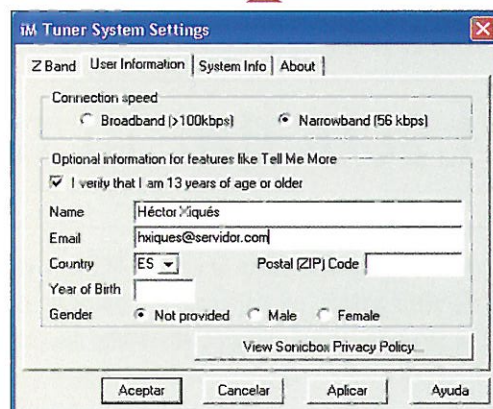 iM Tuner System Settings
Z Band User Information System Info About
Connection speed
Broadband (>100kbps) Narrowband (56 kbps)
Optional information for features like Tell Me More
I verify that I am 13 years of age or older
Name Héctor Xiqués
Email hxiques@servidor.com
Country ES Postal (ZIP) Code
Year of Birth
Gender Not provided Male Female
View Sonicbox Privacy Policy...
Aceptar Cancelar Aplicar Ayuda